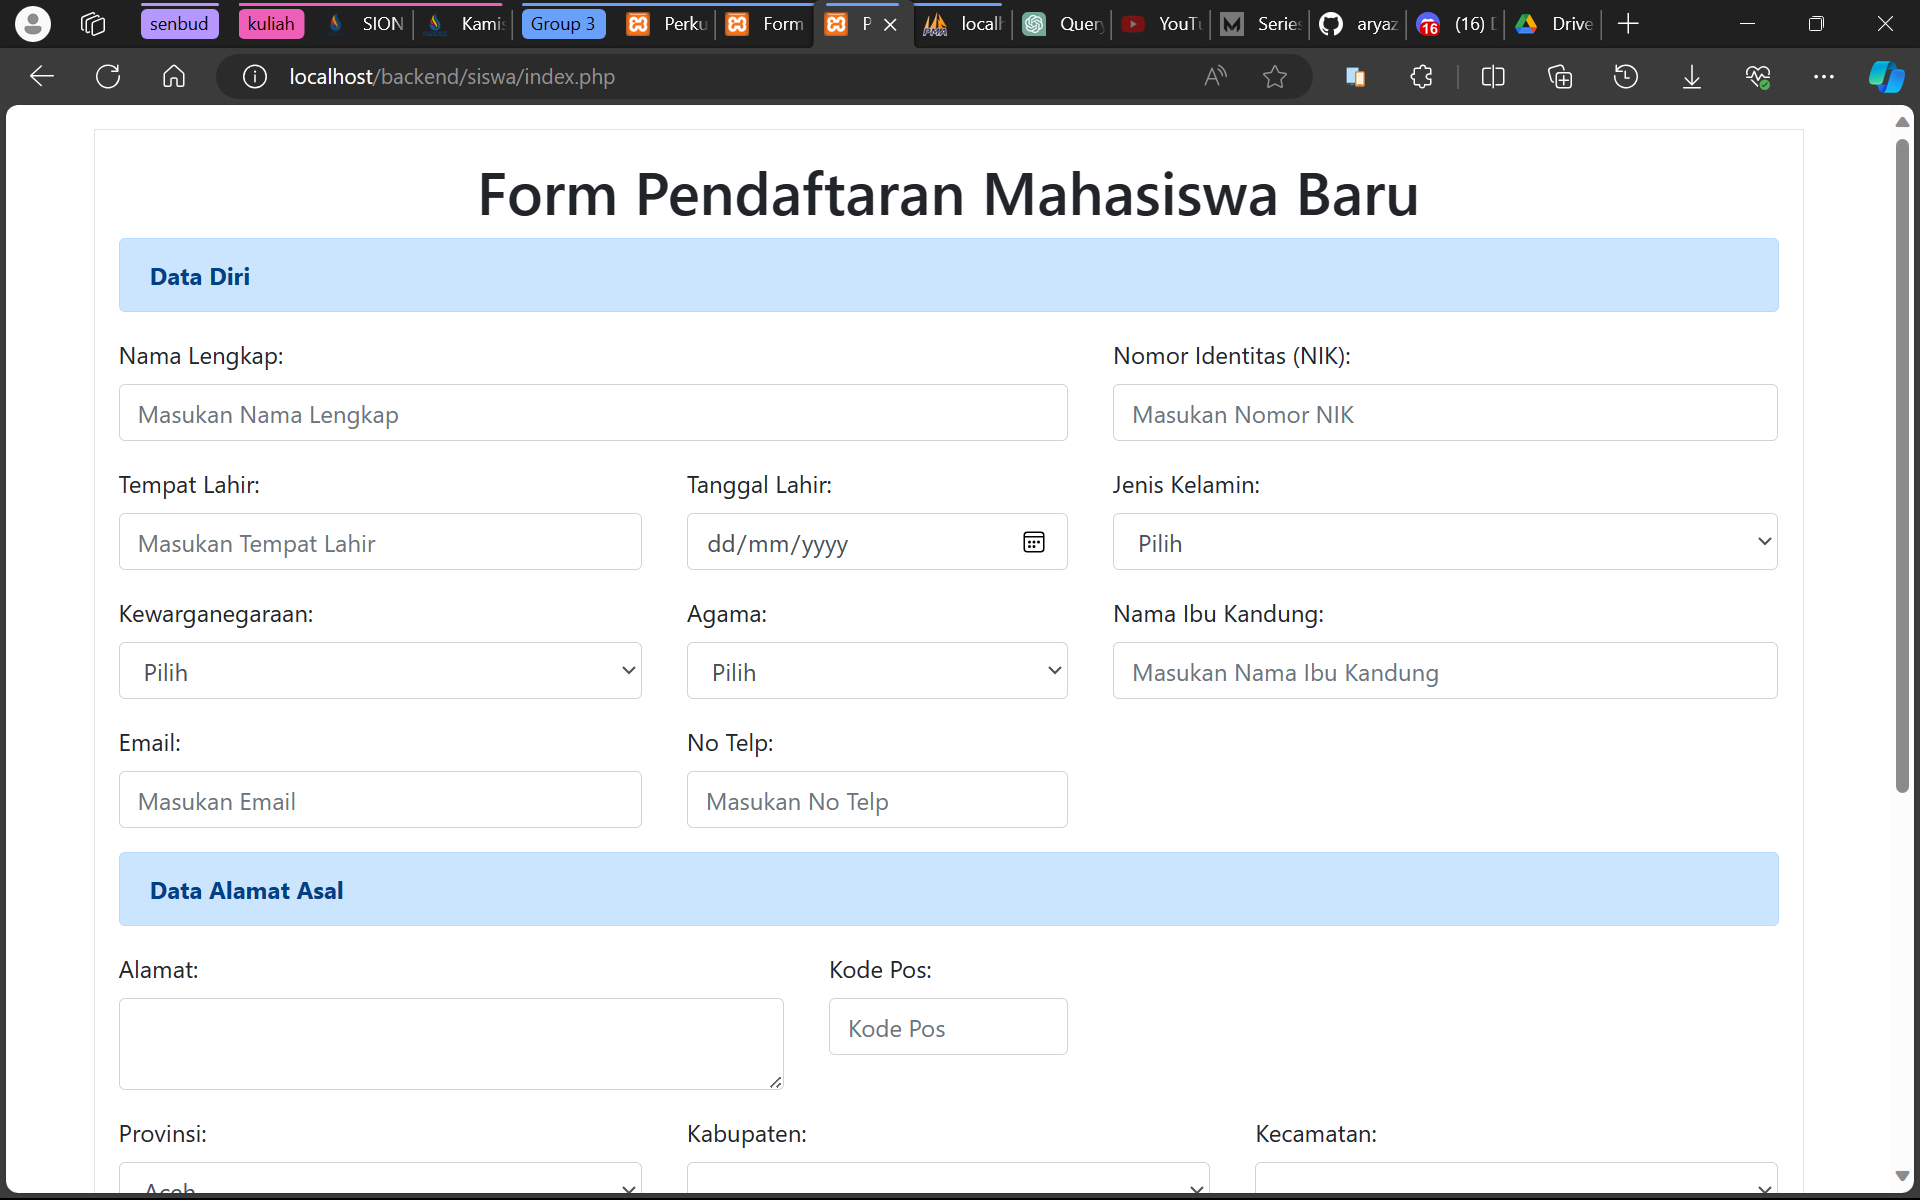 senbud kuliah SION Kamis Group 3 Perku Form P localh Query YouTu Series aryaz (16) D Drive
localhost/backend/siswa/index.php
Form Pendaftaran Mahasiswa Baru
Data Diri
Nama Lengkap: Nomor Identitas (NIK):
Masukan Nama Lengkap Masukan Nomor NIK
Tempat Lahir: Tanggal Lahir: Jenis Kelamin:
Masukan Tempat Lahir dd/mm/yyyy Pilih
Kewarganegaraan: Agama: Nama Ibu Kandung:
Pilih Pilih Masukan Nama Ibu Kandung
Email: No Telp:
Masukan Email Masukan No Telp
Data Alamat Asal
Alamat: Kode Pos:
Kode Pos
Provinsi: Kabupaten: Kecamatan:
Aceh